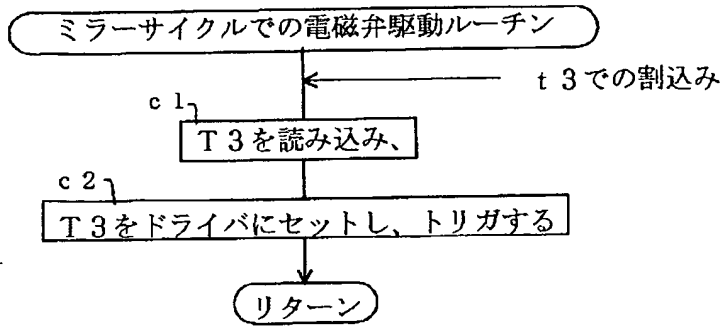 ミラーサイクルでの電磁弁駆動ルーチン
t 3での割込み
c 1
T 3を読み込み、
c 2
T 3をドライバにセットし、トリガする
リターン